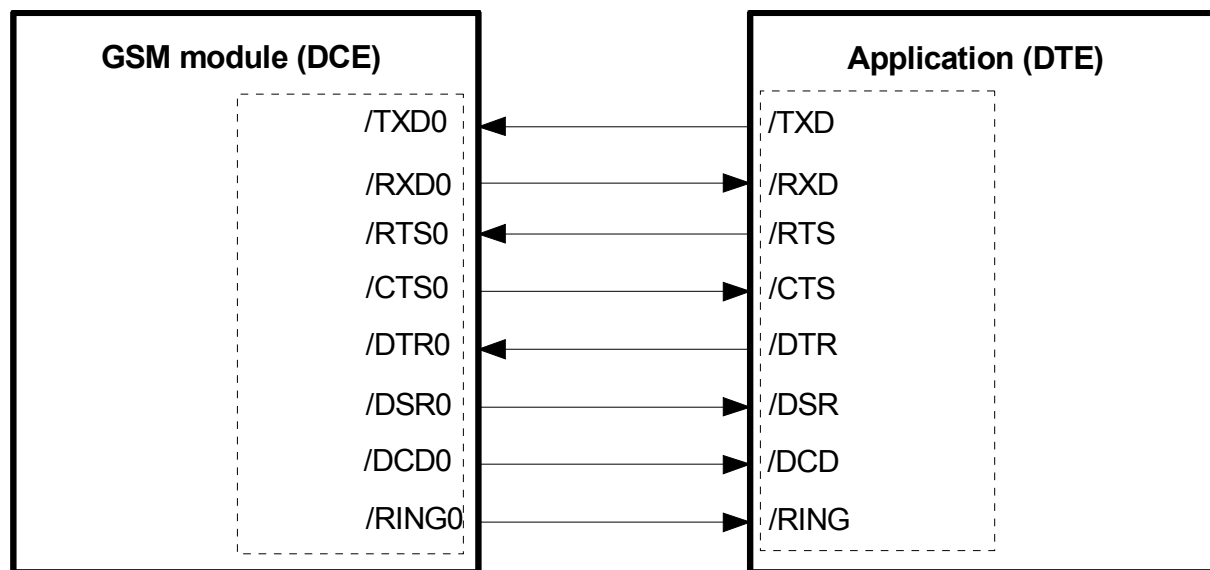 GSM module (DCE)
Application (DTE)
/TXD0
/TXD
/RXD0
/RXD
/RTS0
/RTS
/CTS0
/CTS
/DTR0
/DTR
/DSR0
/DSR
/DCD0
/DCD
/RING0
/RING